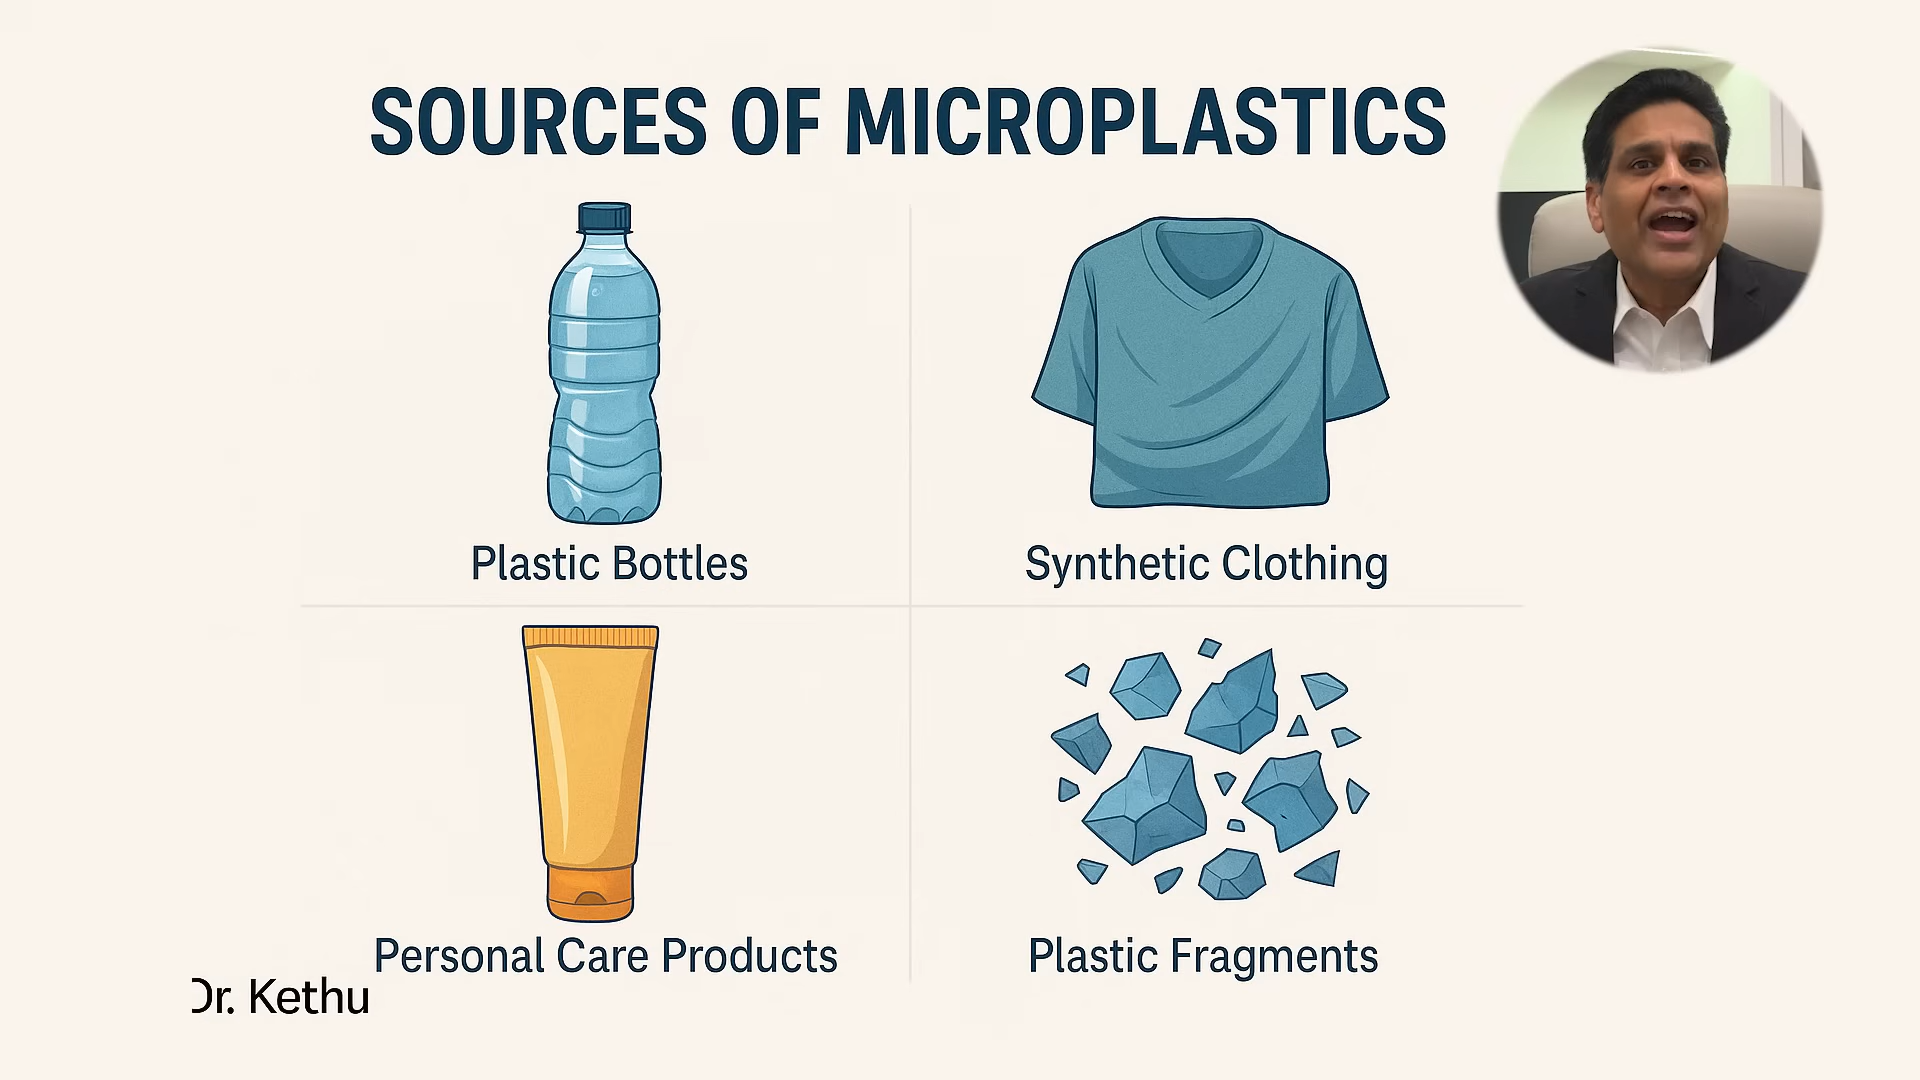 SOURCES OF MICROPLASTICS
Plastic Bottles
Synthetic Clothing
Personal Care Products
Plastic Fragments
Dr. Kethu